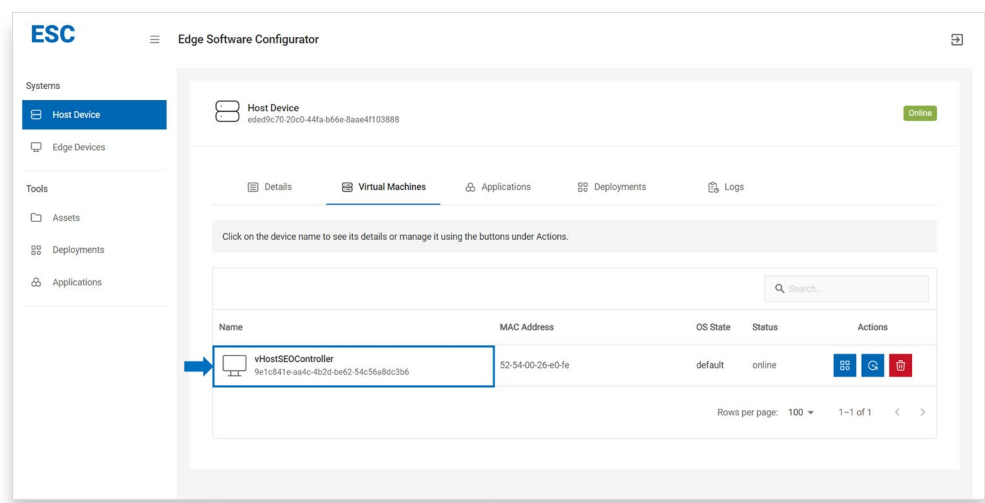 ESC
Edge Software Configurator
Systems
Host Device
Edge Devices
Tools
Assets
Deployments
Applications
Host Device
eded9c70-20c0-44fa-b66e-8aae4f103888
Online
Details Virtual Machines Applications Deployments Logs
Click on the device name to see its details or manage it using the buttons under Actions.
Search...
Name MAC Address OS State Status Actions
vHostSEOController
9e1c841e-aa4c-4b2d-be62-54c56a8dc3b6
52-54-00-26-e0-fe default online
Rows per page: 100 1–1 of 1